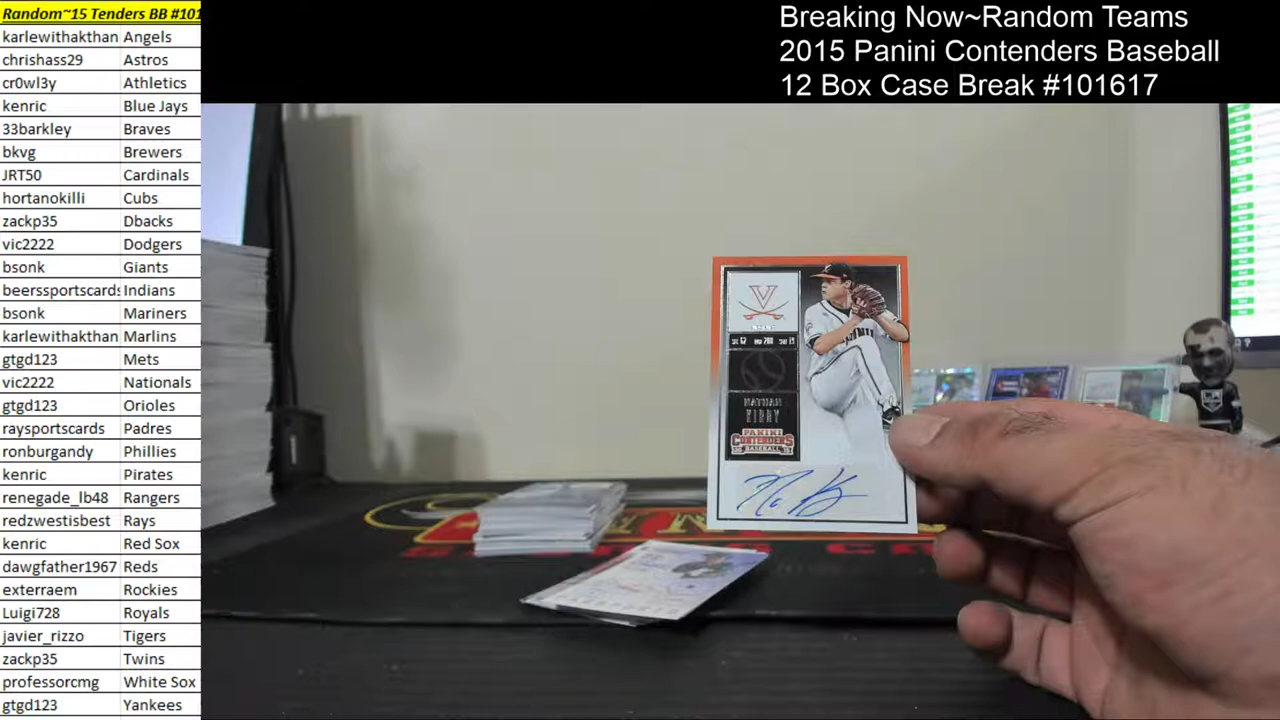 Random~15 Tenders BB #101
karlewithakthan Angels
chrishass29 Astros
cr0wl3y Athletics
kenric Blue Jays
33barkley Braves
bkvg Brewers
JRT50 Cardinals
hortanokilli Cubs
zackp35 Dbacks
vic2222 Dodgers
bsonk Giants
beerssportscards Indians
bsonk Mariners
karlewithakthan Marlins
gtgd123 Mets
vic2222 Nationals
gtgd123 Orioles
raysportscards Padres
ronburgandy Phillies
kenric Pirates
renegade_lb48 Rangers
redzwestisbest Rays
kenric Red Sox
dawgfather1967 Reds
exterraem Rockies
Luigi728 Royals
javier_rizzo Tigers
zackp35 Twins
professorcmg White Sox
gtgd123 Yankees
Breaking Now~Random Teams
2015 Panini Contenders Baseball
12 Box Case Break #101617
V
NATHAN
KIRBY
PANINI
CONTENDERS
BASEBALL